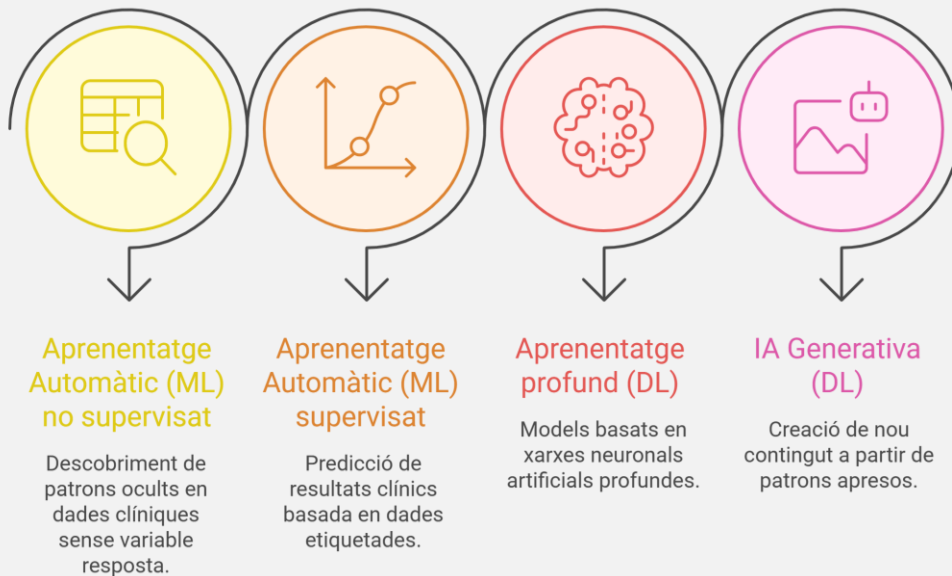 Aprenentatge
Automàtic (ML)
no supervisat
Descobriment de
patrons ocults en
dades clíniques
sense variable
resposta.
Aprenentatge
Automàtic (ML)
supervisat
Predicció de
resultats clínics
basada en dades
etiquetades.
Aprenentatge
profund (DL)
Models basats en
xarxes neuronals
artificials profundes.
IA Generativa
(DL)
Creació de nou
contingut a partir de
patrons apresos.